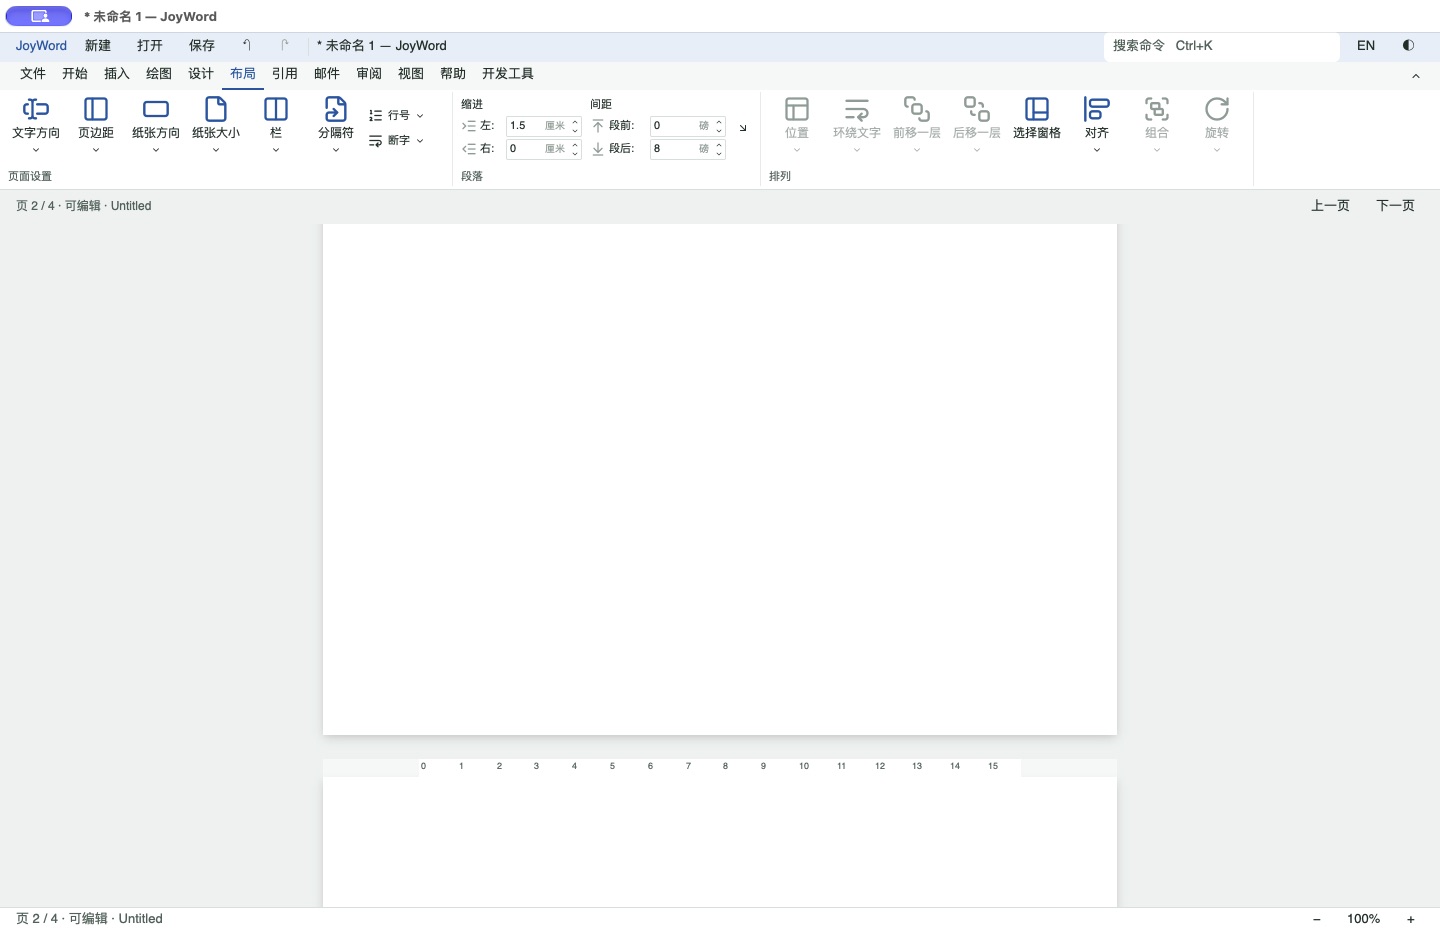 * 未命名 1 — JoyWord
JoyWord 新建 打开 保存 * 未命名 1 — JoyWord 搜索命令 Ctrl+K EN
文件 开始 插入 绘图 设计 布局 引用 邮件 审阅 视图 帮助 开发工具
文字方向 页边距 纸张方向 纸张大小 栏 分隔符 行号 断字
页面设置
缩进 间距
左: 1.5 厘米 段前: 0 磅
右: 0 厘米 段后: 8 磅
段落
位置 环绕文字 前移一层 后移一层 选择窗格 对齐 组合 旋转
排列
页 2 / 4 · 可编辑 · Untitled 上一页 下一页
0 1 2 3 4 5 6 7 8 9 10 11 12 13 14 15
页 2 / 4 · 可编辑 · Untitled − 100% +